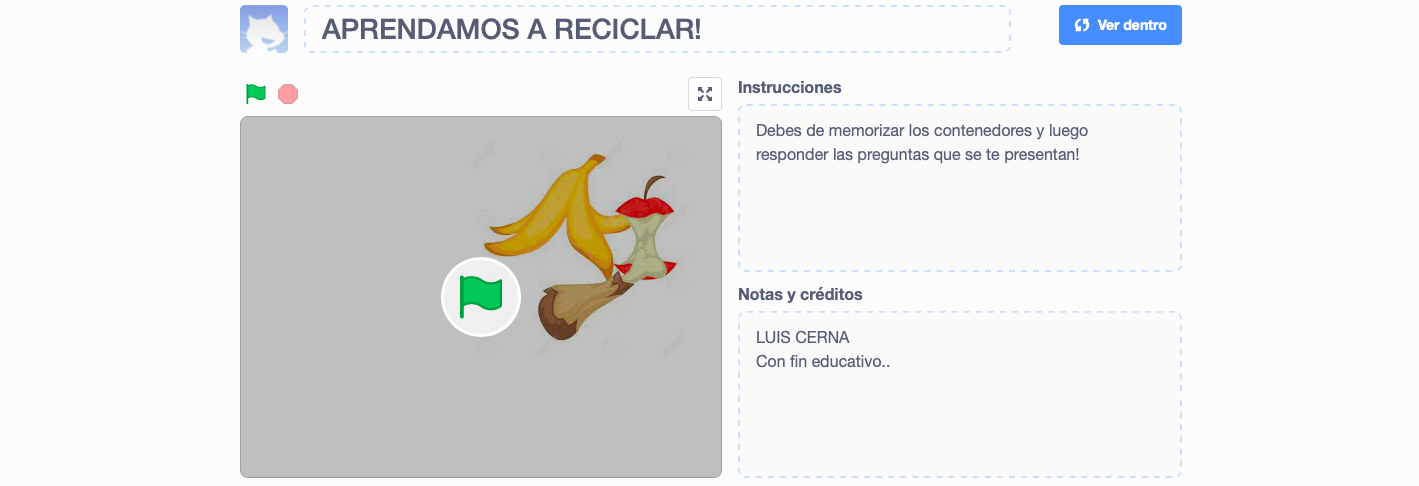 APRENDAMOS A RECICLAR!
Ver dentro
Instrucciones
Debes de memorizar los contenedores y luego
responder las preguntas que se te presentan!
Notas y créditos
LUIS CERNA
Con fin educativo..